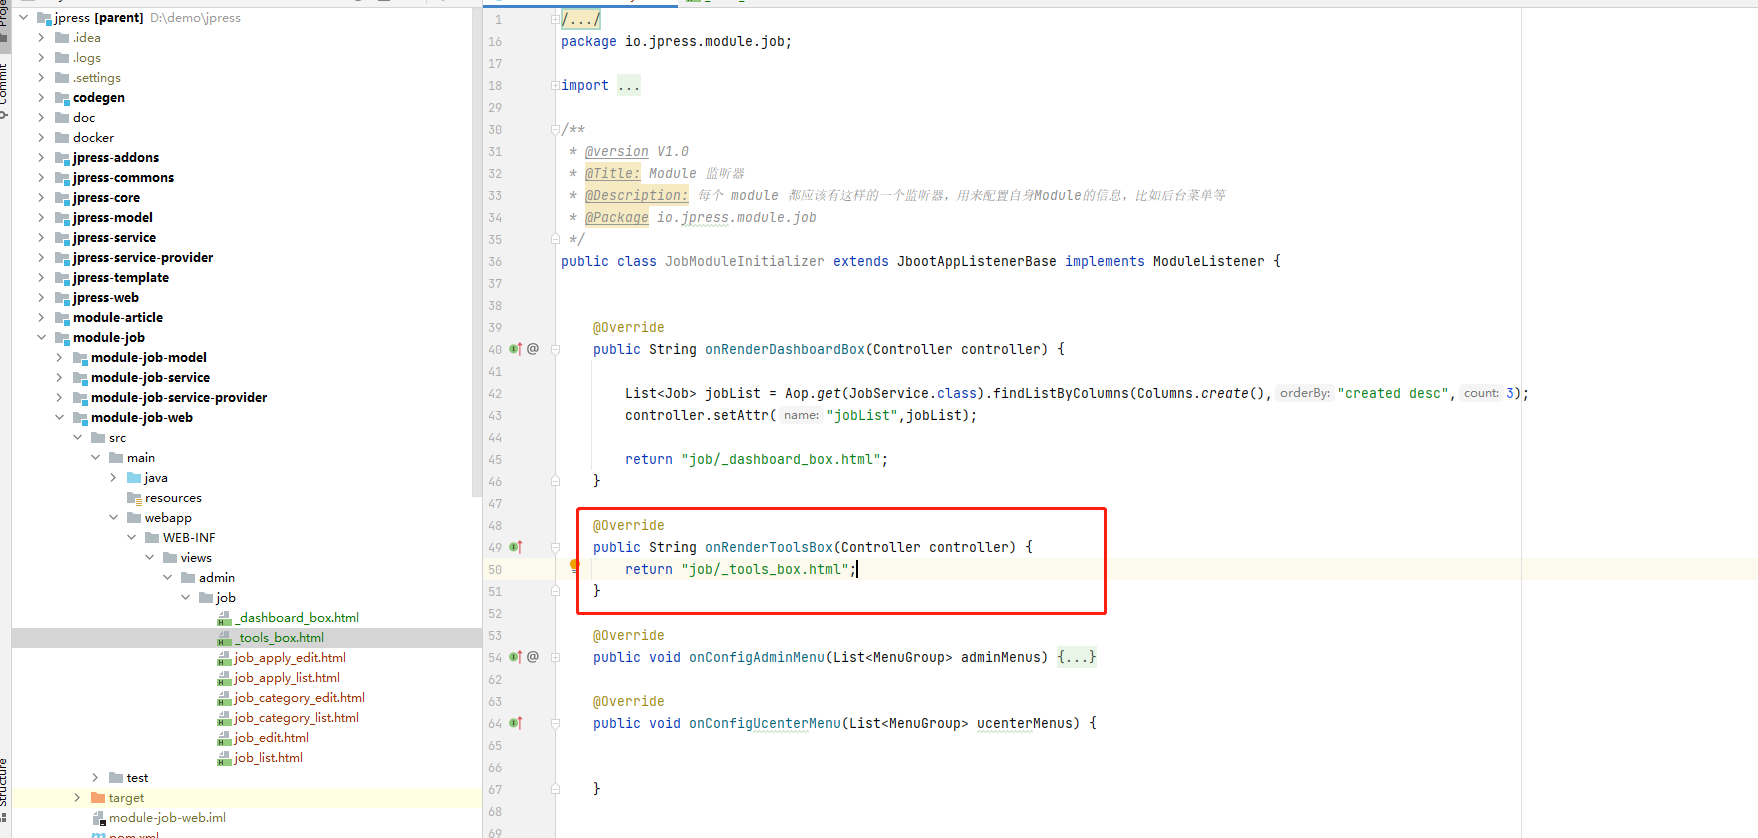 jpress [parent] D:\demo\jpress
.idea
.logs
.settings
codegen
doc
docker
jpress-addons
jpress-commons
jpress-core
jpress-model
jpress-service
jpress-service-provider
jpress-template
jpress-web
module-article
module-job
module-job-model
module-job-service
module-job-service-provider
module-job-web
src
main
java
resources
webapp
WEB-INF
views
admin
job
_dashboard_box.html
_tools_box.html
job_apply_edit.html
job_apply_list.html
job_category_edit.html
job_category_list.html
job_edit.html
job_list.html
test
target
module-job-web.iml
pom.xml
Commit
Structure
1 /.../
16 package io.jpress.module.job;
17
18 import ...
29
30 /**
31 * @version V1.0
32 * @Title: Module 监听器
33 * @Description: 每个 module 都应该有这样的一个监听器，用来配置自身Module的信息，比如后台菜单等
34 * @Package io.jpress.module.job
35 */
36 public class JobModuleInitializer extends JbootAppListenerBase implements ModuleListener {
37
38
39 @Override
40 public String onRenderDashboardBox(Controller controller) {
41
42 List<Job> jobList = Aop.get(JobService.class).findListByColumns(Columns.create(), orderBy: "created desc", count: 3);
43 controller.setAttr( name: "jobList",jobList);
44
45 return "job/_dashboard_box.html";
46 }
47
48 @Override
49 public String onRenderToolsBox(Controller controller) {
50 return "job/_tools_box.html";
51 }
52
53 @Override
54 public void onConfigAdminMenu(List<MenuGroup> adminMenus) {...}
62
63 @Override
64 public void onConfigUcenterMenu(List<MenuGroup> ucenterMenus) {
65
66
67 }
68
69